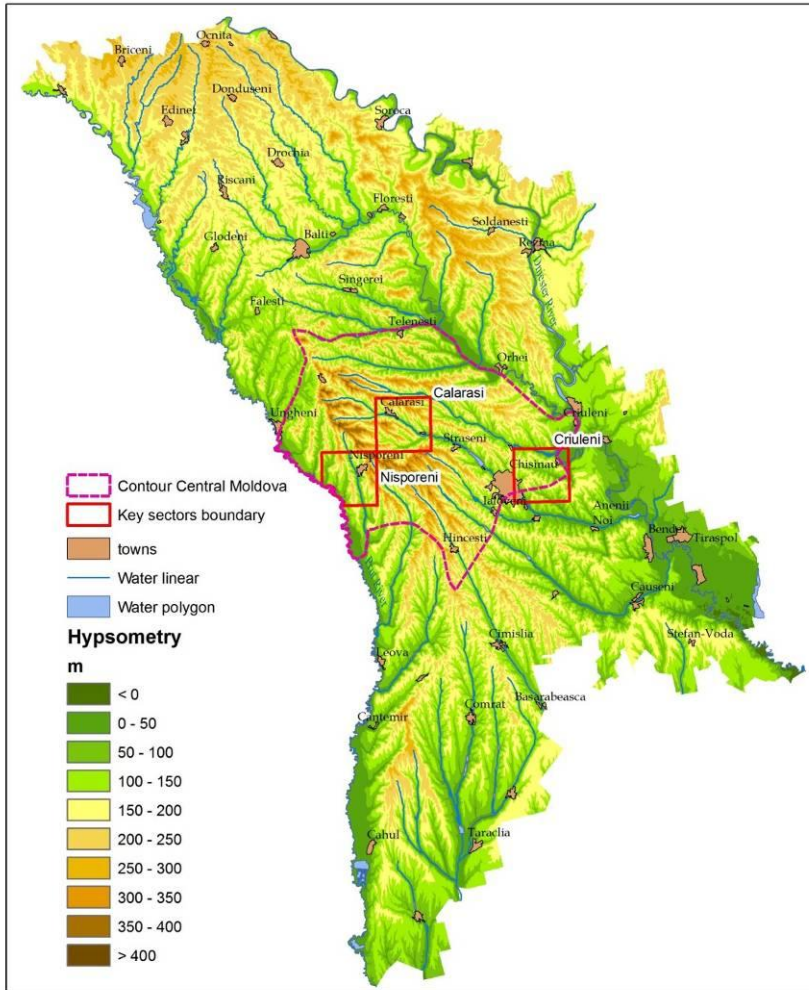 Ocnita
Briceni
Donduseni
Edinet
Soroca
Drochia
Riscani
Floresti
Soldanesti
Glodeni
Balti
Rezina
Dniester River
Singerei
Falesti
Telenesti
Orhei
Calarasi
Calarasi
Criuleni
Ungheni
Straseni
Criuleni
Chisinau
Nisporeni
Nisporeni
Ialoveni
Anenii
Noi
Hincesti
Bender
Tiraspol
Causeni
Stefan-Voda
Cimislia
Leova
Basarabeasca
Cantemir
Comrat
Cahul
Taraclia
Contour Central Moldova
Key sectors boundary
towns
Water linear
Water polygon
Hypsometry
m
< 0
0 - 50
50 - 100
100 - 150
150 - 200
200 - 250
250 - 300
300 - 350
350 - 400
> 400